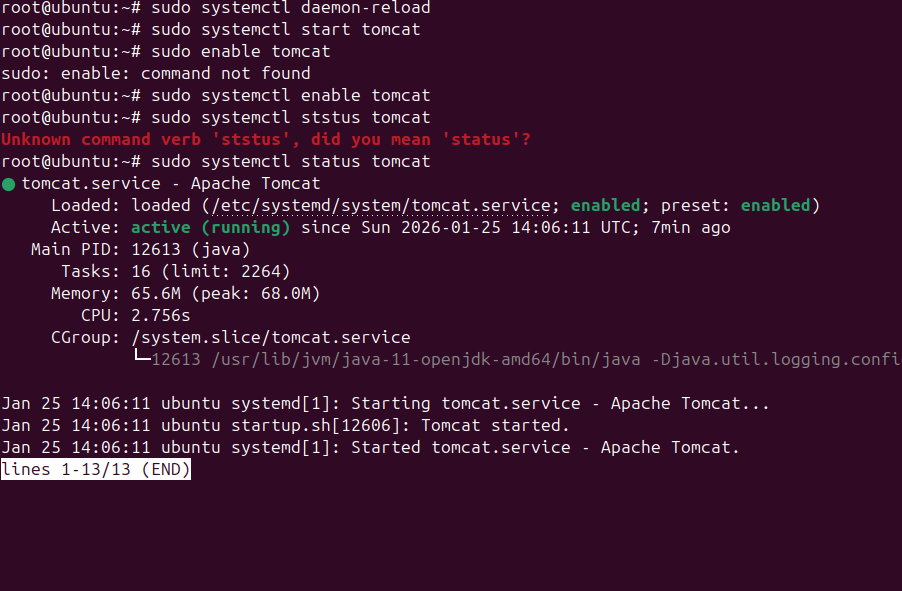 root@ubuntu:~# sudo systemctl daemon-reload
root@ubuntu:~# sudo systemctl start tomcat
root@ubuntu:~# sudo enable tomcat
sudo: enable: command not found
root@ubuntu:~# sudo systemctl enable tomcat
root@ubuntu:~# sudo systemctl ststus tomcat
Unknown command verb 'ststus', did you mean 'status'?
root@ubuntu:~# sudo systemctl status tomcat
● tomcat.service - Apache Tomcat
     Loaded: loaded (/etc/systemd/system/tomcat.service; enabled; preset: enabled)
     Active: active (running) since Sun 2026-01-25 14:06:11 UTC; 7min ago
   Main PID: 12613 (java)
      Tasks: 16 (limit: 2264)
     Memory: 65.6M (peak: 68.0M)
        CPU: 2.756s
     CGroup: /system.slice/tomcat.service
             └─12613 /usr/lib/jvm/java-11-openjdk-amd64/bin/java -Djava.util.logging.confi

Jan 25 14:06:11 ubuntu systemd[1]: Starting tomcat.service - Apache Tomcat...
Jan 25 14:06:11 ubuntu startup.sh[12606]: Tomcat started.
Jan 25 14:06:11 ubuntu systemd[1]: Started tomcat.service - Apache Tomcat.
lines 1-13/13 (END)